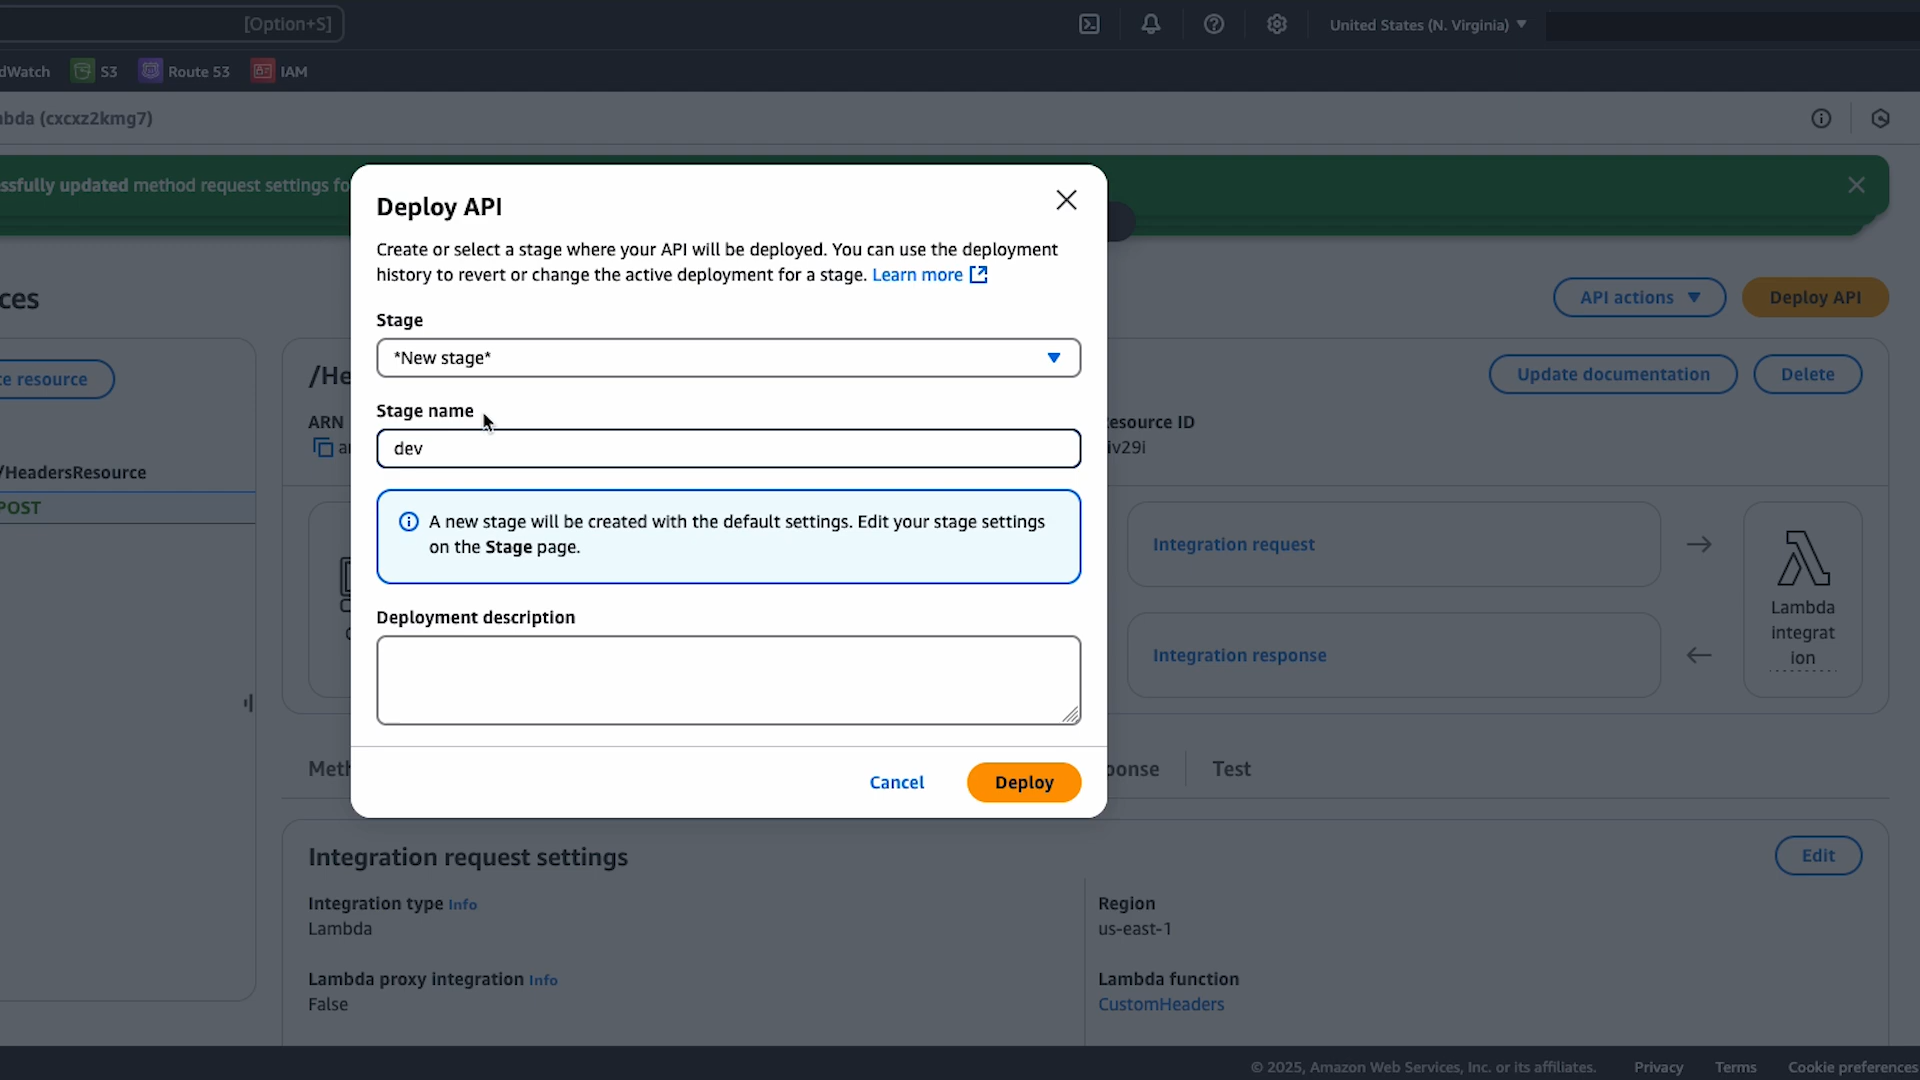 [Option+S]
United States (N. Virginia)
dWatch S3 Route 53 IAM
bda (cxcxz2kmg7)
ssfully updated method request settings fo
Deploy API
Create or select a stage where your API will be deployed. You can use the deployment
history to revert or change the active deployment for a stage. Learn more
Stage
*New stage*
Stage name
dev
A new stage will be created with the default settings. Edit your stage settings
on the Stage page.
Deployment description
Cancel Deploy
ces
API actions Deploy API
e resource
/HeadersResource
POST
/He
Update documentation Delete
ARN
esource ID
iv29i
Integration request
Integration response
Lambda
integrat
ion
Meth
ponse
Test
Integration request settings
Edit
Integration type Info
Lambda
Region
us-east-1
Lambda proxy integration Info
False
Lambda function
CustomHeaders
© 2025, Amazon Web Services, Inc. or its affiliates. Privacy Terms Cookie preferences